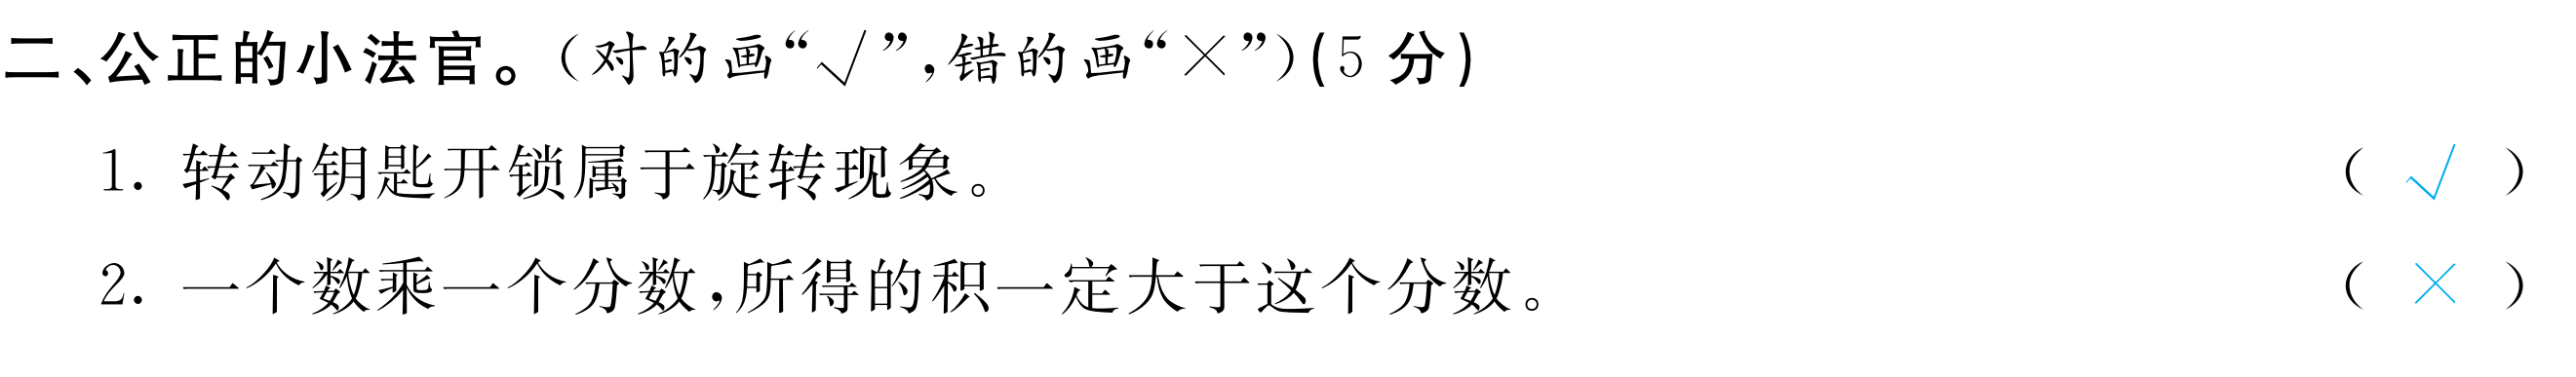 二、公正的小法官。(对的画“√”,错的画“×”)(5 分)
1. 转动钥匙开锁属于旋转现象。 ( √ )
2. 一个数乘一个分数,所得的积一定大于这个分数。 ( × )